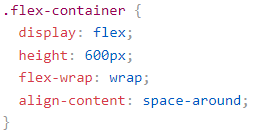 .flex-container {
  display: flex;
  height: 600px;
  flex-wrap: wrap;
  align-content: space-around;
}